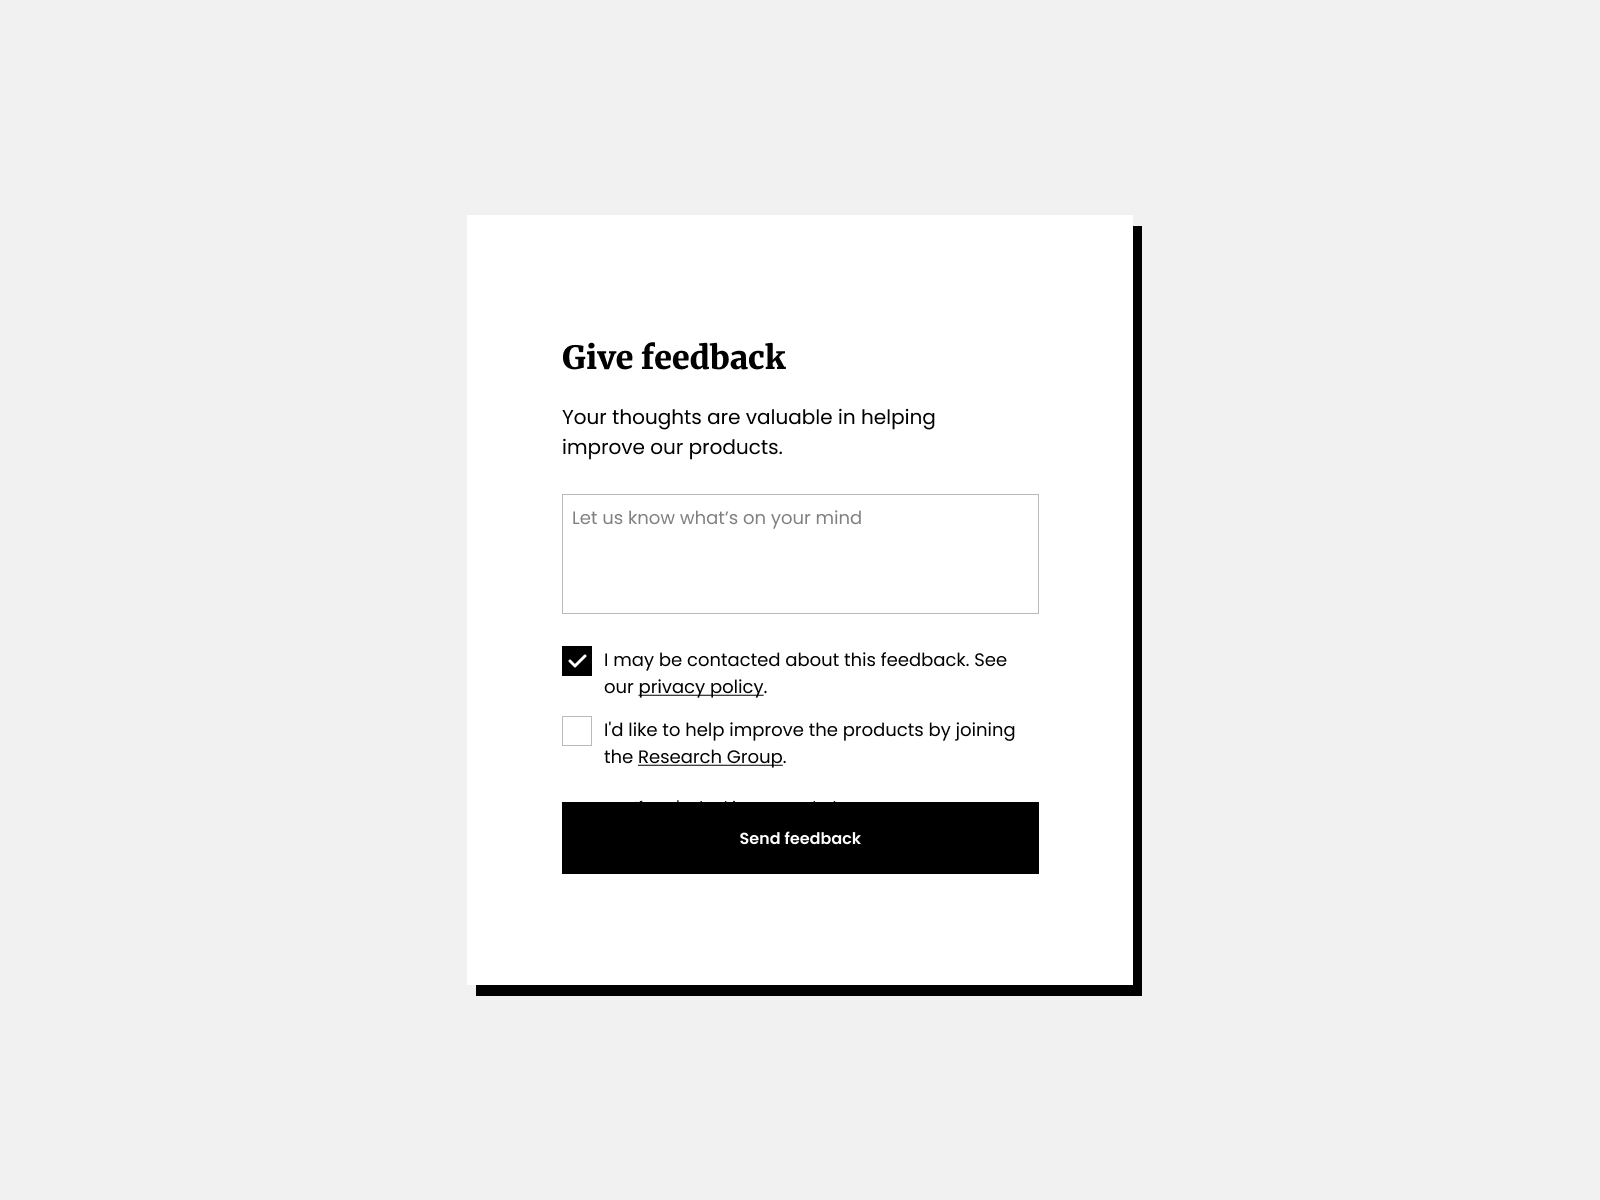 Give feedback
Your thoughts are valuable in helping
improve our products.
Let us know what’s on your mind
I may be contacted about this feedback. See
our privacy policy.
I'd like to help improve the products by joining
the Research Group.
Send feedback